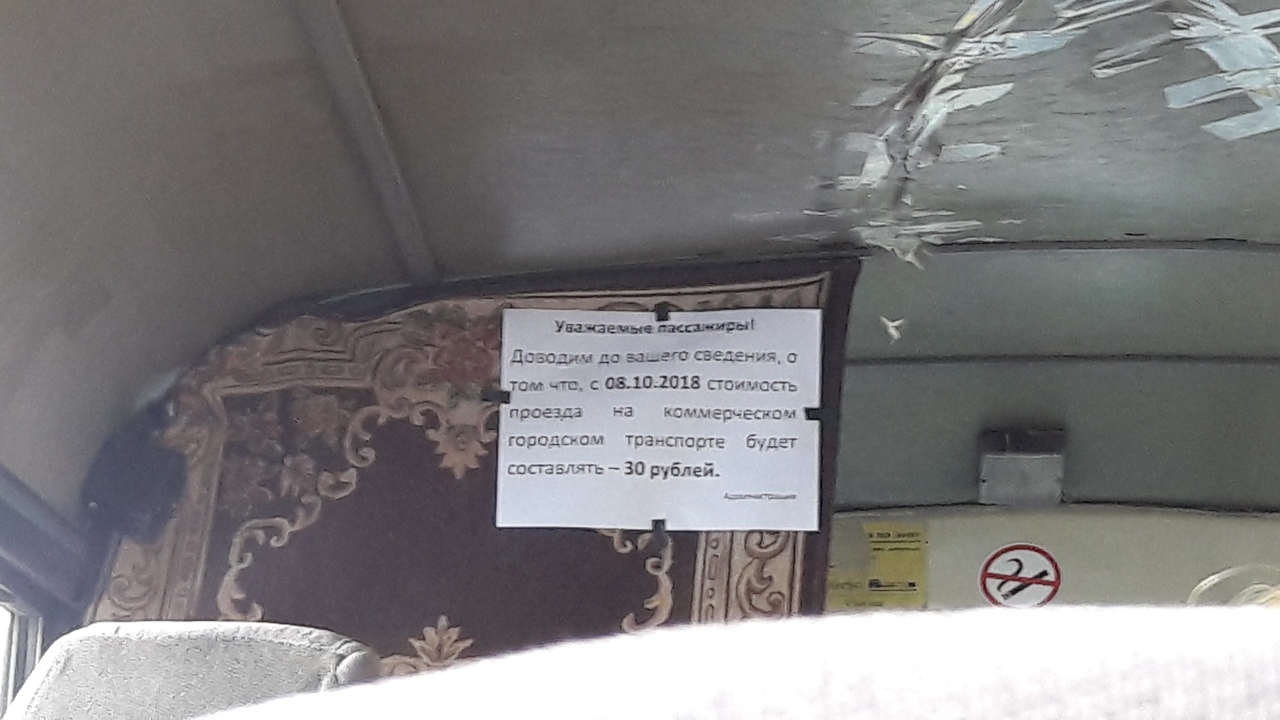 Уважаемые пассажиры!
Доводим до вашего сведения, о
том что, с 08.10.2018 стоимость
проезда на коммерческом
городском транспорте будет
составлять – 30 рублей.
Администрация